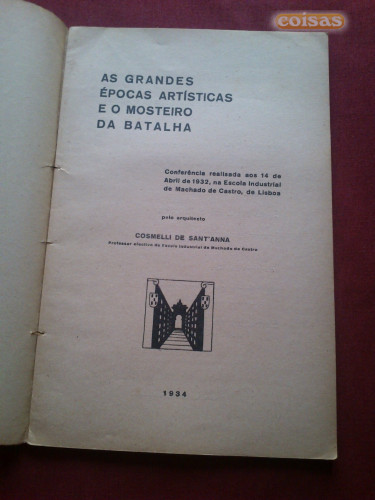 coisas
AS GRANDES
ÉPOCAS ARTÍSTICAS
E O MOSTEIRO
DA BATALHA
Conferência realisada aos 14 de
Abril de 1932, na Escola Industrial
de Machado de Castro, de Lisboa
pelo arquitecto
COSMELLI DE SANT'ANNA
Professor efectivo da Escola Industrial de Machado de Castro
1934